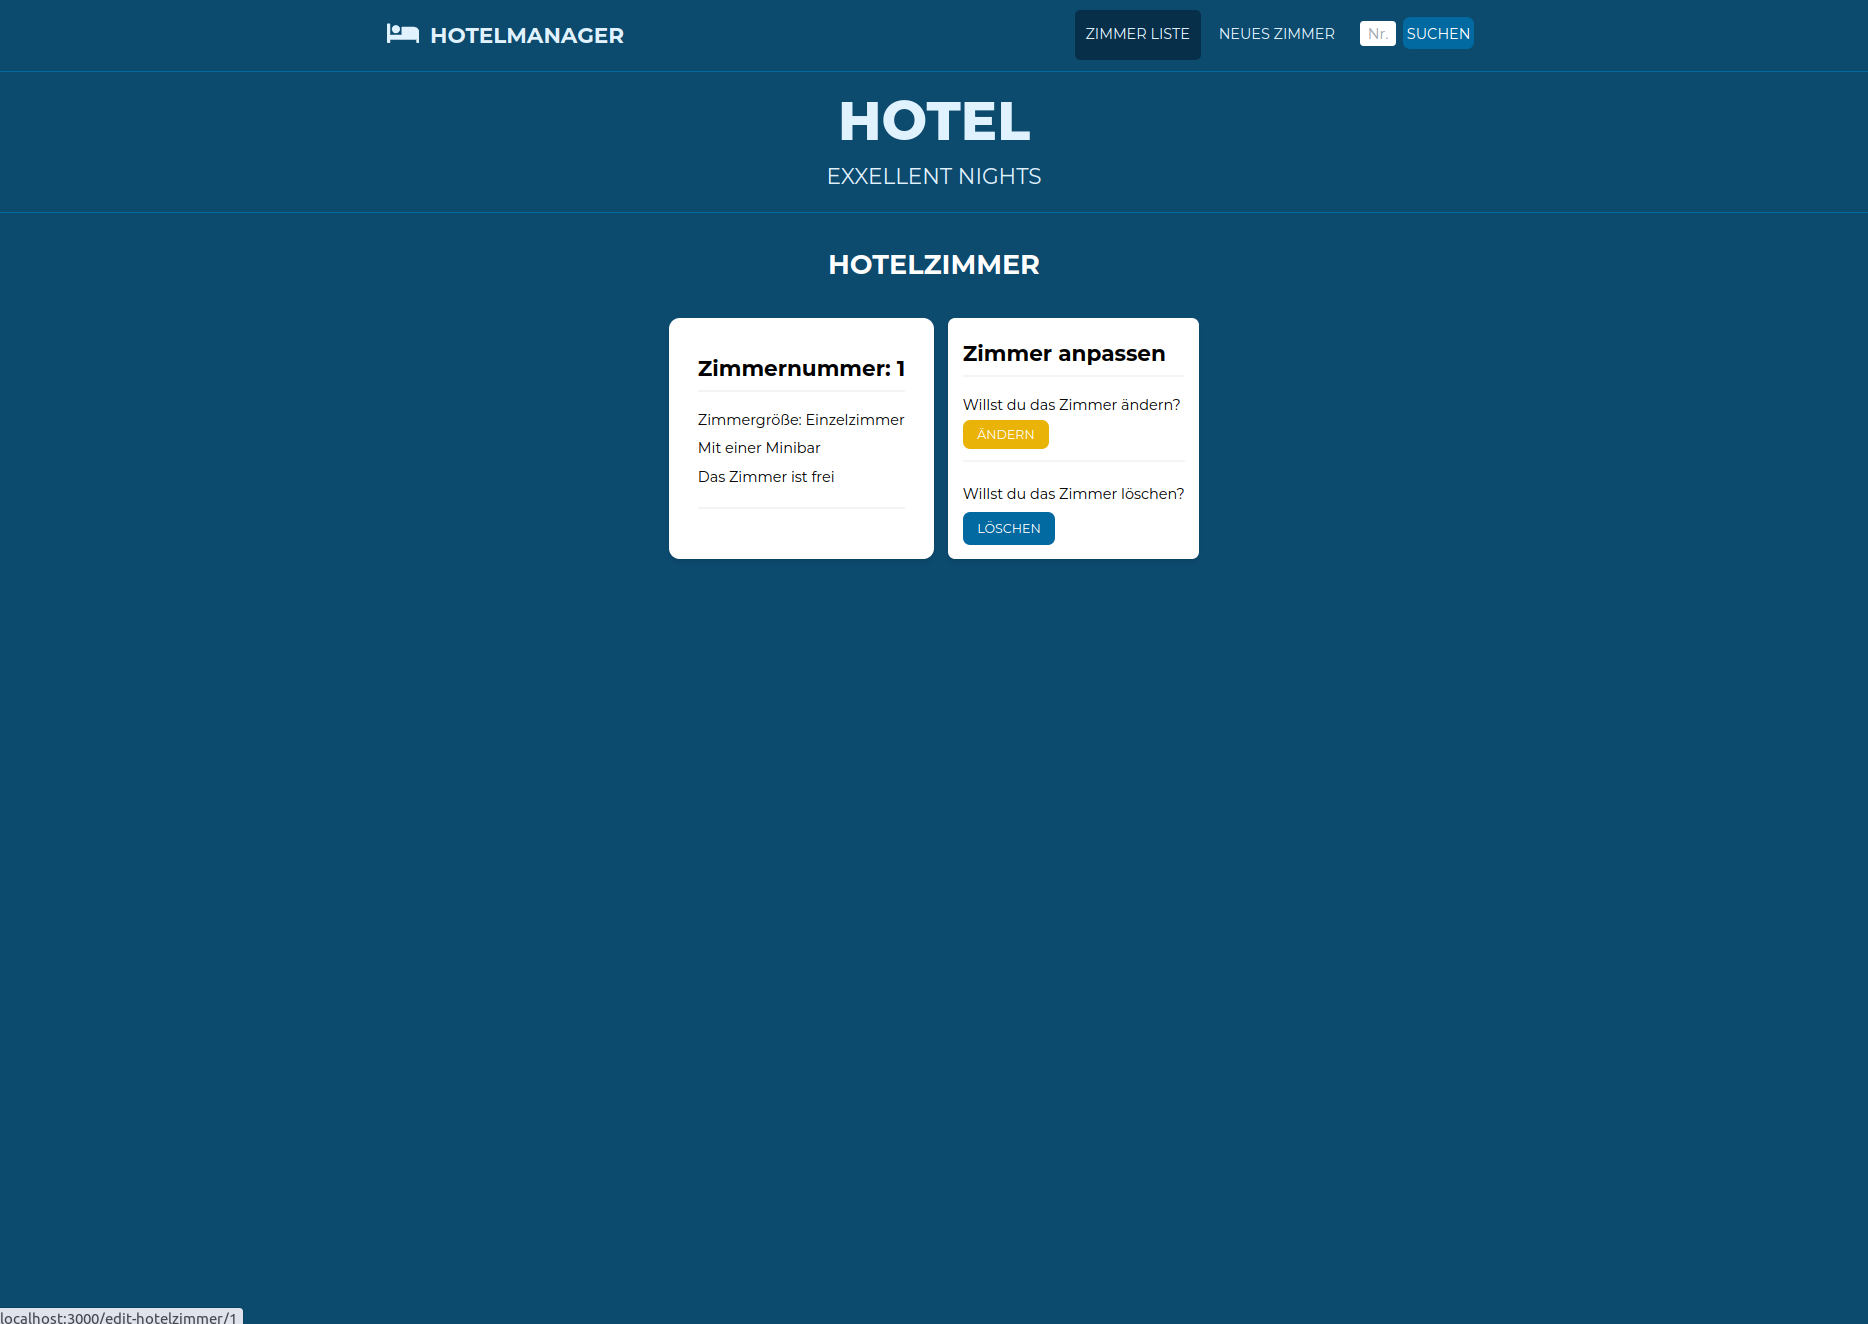 HOTELMANAGER
ZIMMER LISTE
NEUES ZIMMER
Nr.
SUCHEN
HOTEL
EXXELLENT NIGHTS
HOTELZIMMER
Zimmernummer: 1
Zimmergröße: Einzelzimmer
Mit einer Minibar
Das Zimmer ist frei
Zimmer anpassen
Willst du das Zimmer ändern?
ÄNDERN
Willst du das Zimmer löschen?
LÖSCHEN
localhost:3000/edit-hotelzimmer/1